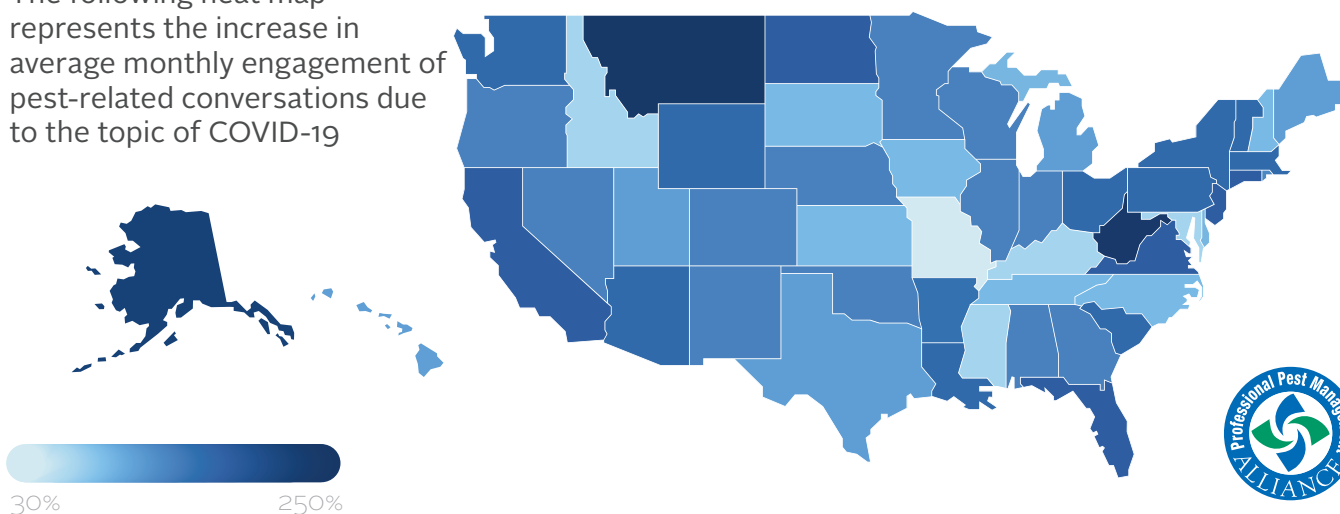 represents the increase in
average monthly engagement of
pest-related conversations due
to the topic of COVID-19
30%
250%
Professional Pest
ALLIANCE